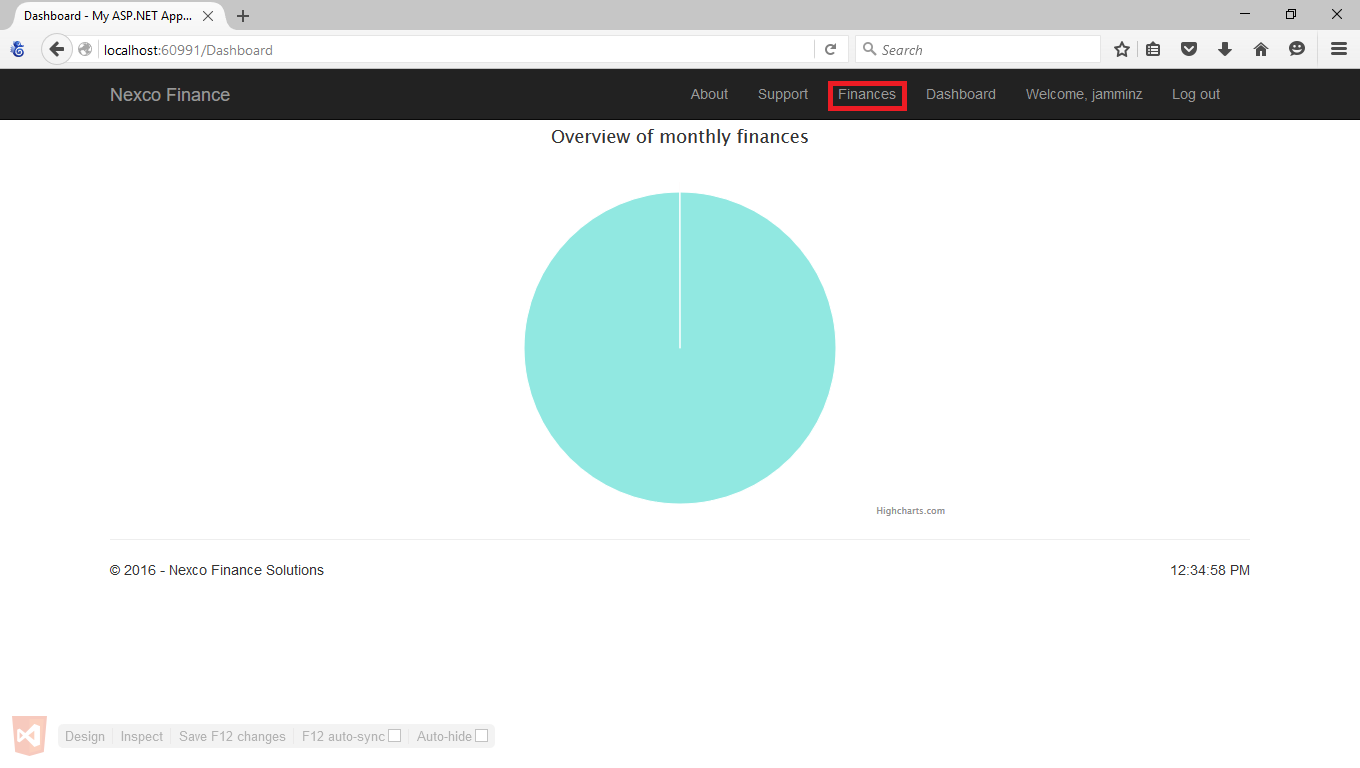 Dashboard - My ASP.NET App...
localhost:60991/Dashboard
Search
Nexco Finance
About
Support
Finances
Dashboard
Welcome, jamminz
Log out
Overview of monthly finances
Highcharts.com
© 2016 - Nexco Finance Solutions
12:34:58 PM
Design
Inspect
Save F12 changes
F12 auto-sync
Auto-hide